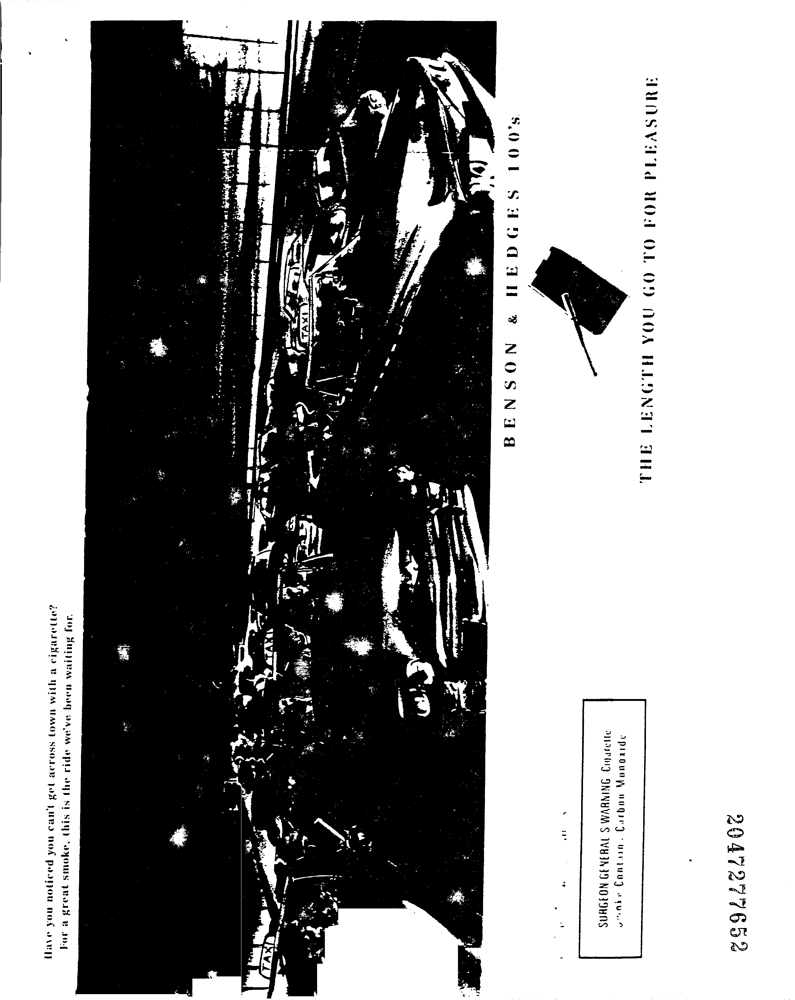 Have you noticed you can't get across town with a cigarette?
For a great smoke, this is the ride we've been waiting for.
TAXI
TAXI
TAXI
BENSON & HEDGES 100's
THE LENGTH YOU GO TO FOR PLEASURE
SURGEON GENERAL'S WARNING: Cigarette
Smoke Contains Carbon Monoxide.
2047277652